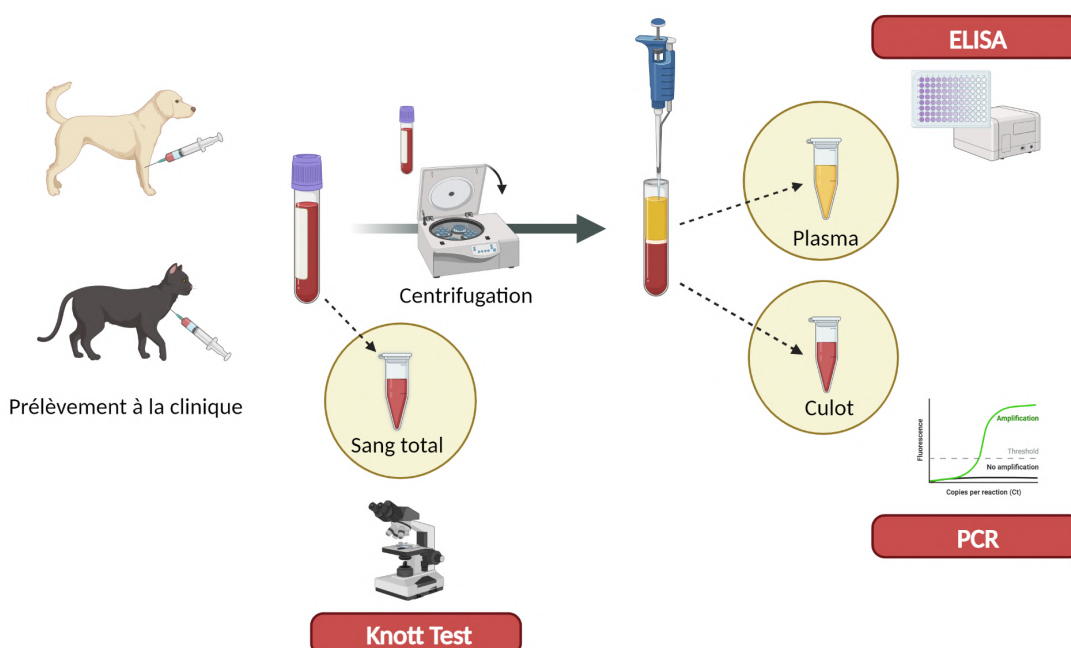 ELISA
Plasma
Centrifugation
Prélèvement à la clinique
Sang total
Culot
Fluorescence
Amplification
Threshold
No amplification
Copies per reaction (Ct)
PCR
Knott Test